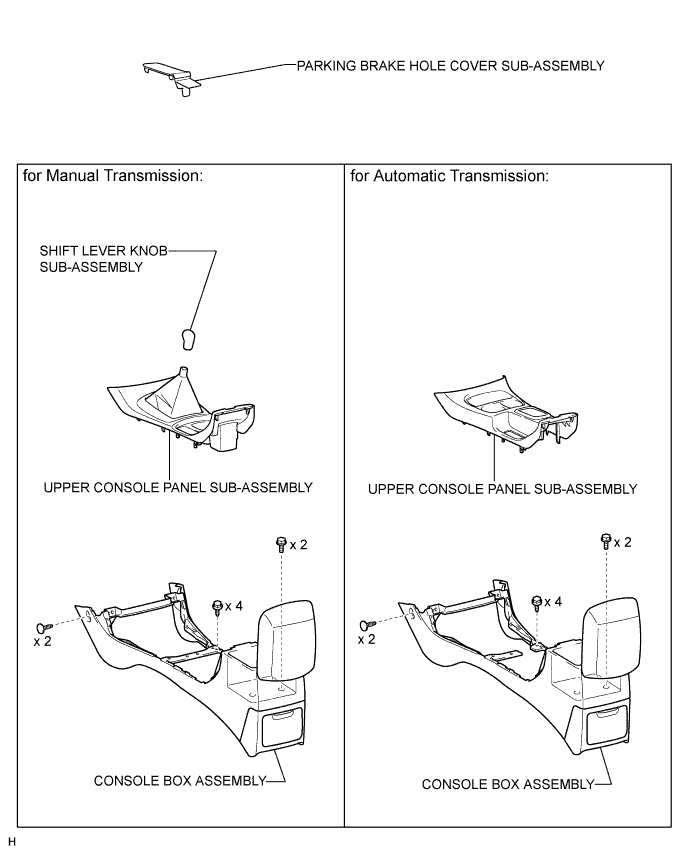 PARKING BRAKE HOLE COVER SUB-ASSEMBLY
for Manual Transmission:
SHIFT LEVER KNOB
SUB-ASSEMBLY
UPPER CONSOLE PANEL SUB-ASSEMBLY
x 2
x 4
x 2
CONSOLE BOX ASSEMBLY
for Automatic Transmission:
UPPER CONSOLE PANEL SUB-ASSEMBLY
x 2
x 4
x 2
CONSOLE BOX ASSEMBLY
H